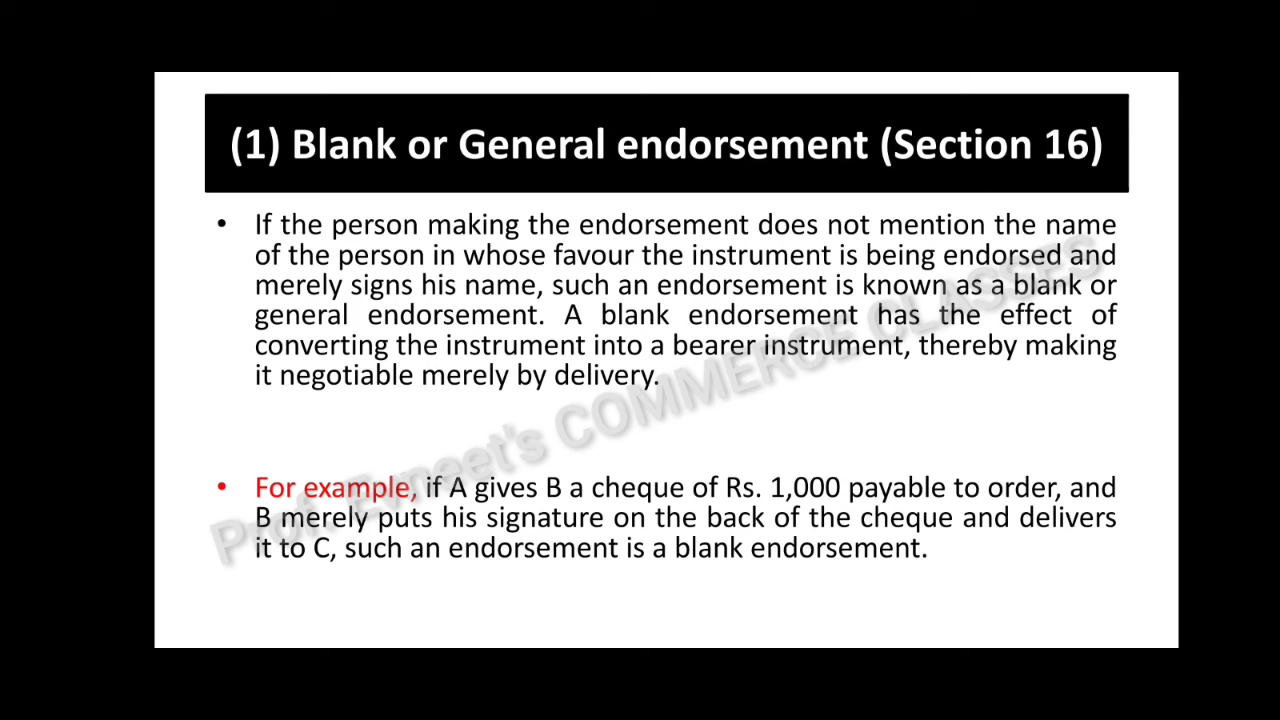 (1) Blank or General endorsement (Section 16)
• If the person making the endorsement does not mention the name
of the person in whose favour the instrument is being endorsed and
merely signs his name, such an endorsement is known as a blank or
general endorsement. A blank endorsement has the effect of
converting the instrument into a bearer instrument, thereby making
it negotiable merely by delivery.
• For example, if A gives B a cheque of Rs. 1,000 payable to order, and
B merely puts his signature on the back of the cheque and delivers
it to C, such an endorsement is a blank endorsement.
Prof. Evneet's COMMERCE CLASSES